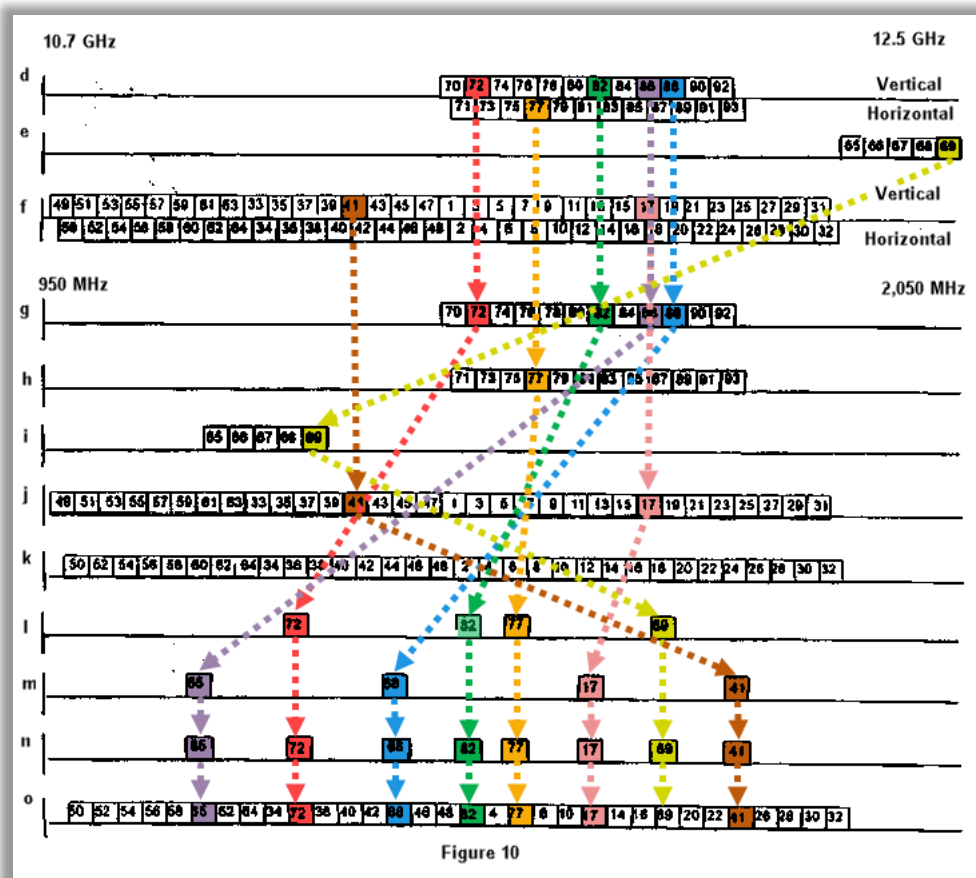 10.7 GHz 12.5 GHz
d 70 72 74 76 78 80 82 84 86 88 90 92 Vertical
71 73 75 77 79 81 83 85 87 89 91 93 Horizontal
e 65 66 67 68 69
f 49 51 53 55 57 59 61 63 33 35 37 39 41 43 45 47 1 3 5 7 9 11 13 15 17 19 21 23 25 27 29 31 Vertical
50 52 54 56 58 60 62 64 34 36 38 40 42 44 46 48 2 4 6 8 10 12 14 16 18 20 22 24 26 28 30 32 Horizontal
950 MHz 2,050 MHz
g 70 72 74 76 78 80 82 84 86 88 90 92
h 71 73 75 77 79 83 85 87 89 91 93
i 65 66 67 68 69
j 49 51 53 55 57 59 61 63 33 35 37 39 41 43 45 47 1 3 5 7 9 11 13 15 17 19 21 23 25 27 29 31
k 50 52 54 56 58 60 62 64 34 36 38 40 42 44 46 48 2 4 6 8 10 12 14 16 18 20 22 24 26 28 30 32
l 72 82 77 69
m 88 17 41
n 72 88 82 77 17 69 41
o 50 52 54 56 58 62 64 34 72 38 40 42 88 46 48 82 4 77 8 10 17 14 16 69 20 22 41 26 28 30 32
Figure 10